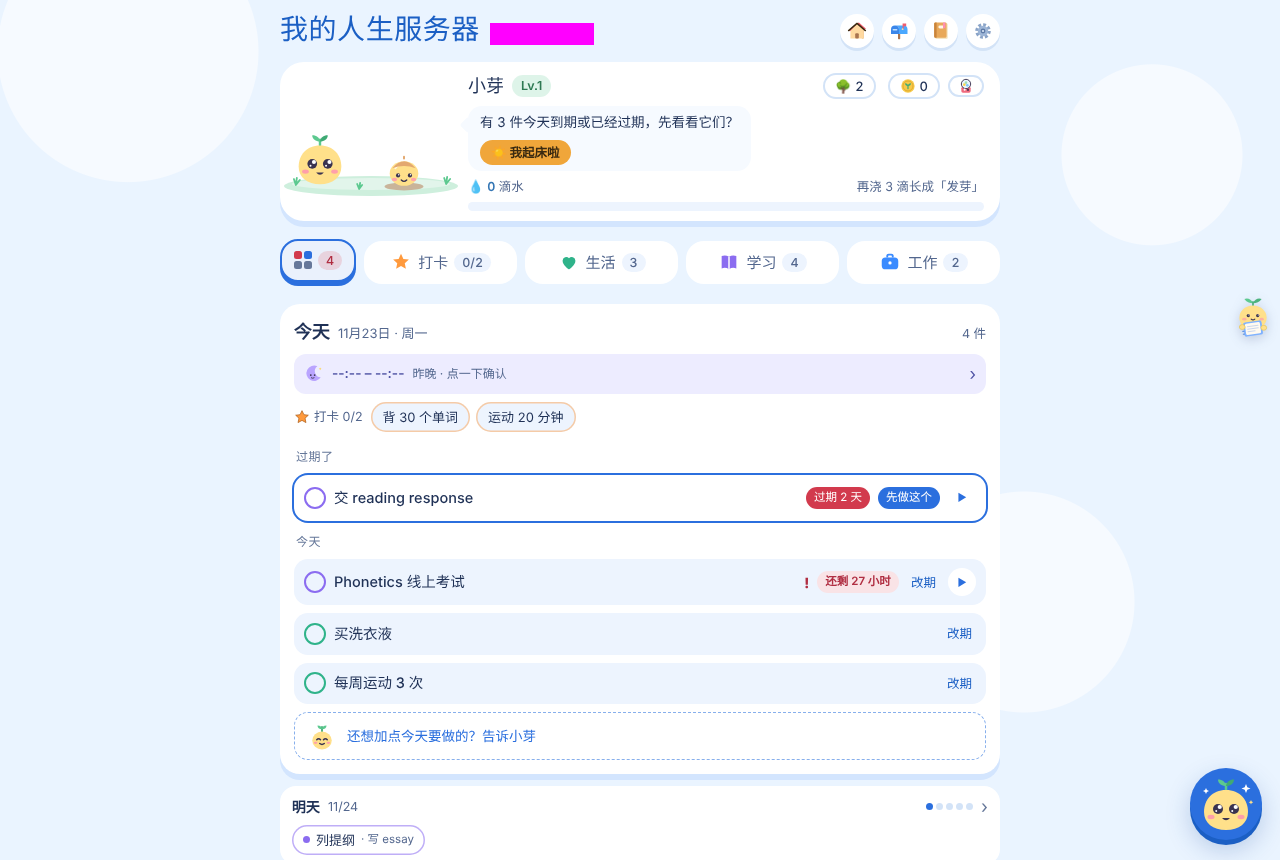 我的人生服务器
小芽 Lv.1 2 0
有 3 件今天到期或已经过期，先看看它们？
我起床啦
0 滴水 再浇 3 滴长成「发芽」
4 打卡 0/2 生活 3 学习 4 工作 2
今天 11月23日 · 周一 4 件
--:-- – --:-- 昨晚 · 点一下确认
打卡 0/2 背 30 个单词 运动 20 分钟
过期了
交 reading response 过期 2 天 先做这个
今天
Phonetics 线上考试 ! 还剩 27 小时 改期
买洗衣液 改期
每周运动 3 次 改期
还想加点今天要做的？告诉小芽
明天 11/24
列提纲 · 写 essay